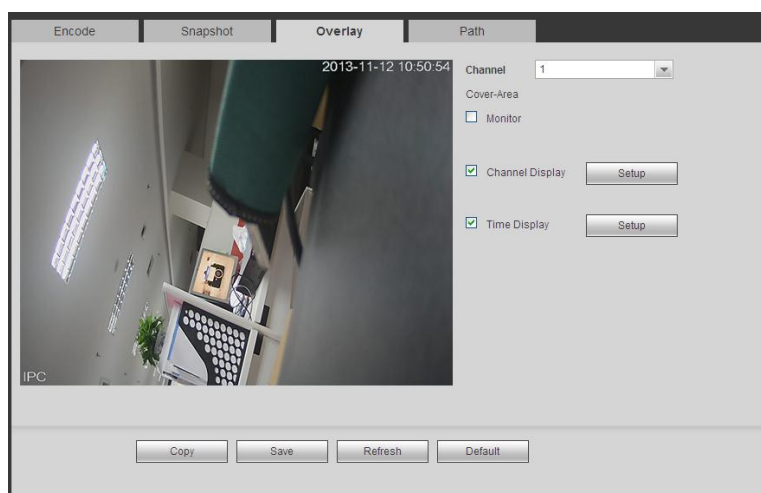 Encode Snapshot Overlay Path
2013-11-12 10:50:54
Channel 1
Cover-Area
Monitor
Channel Display Setup
Time Display Setup
IPC
Copy Save Refresh Default